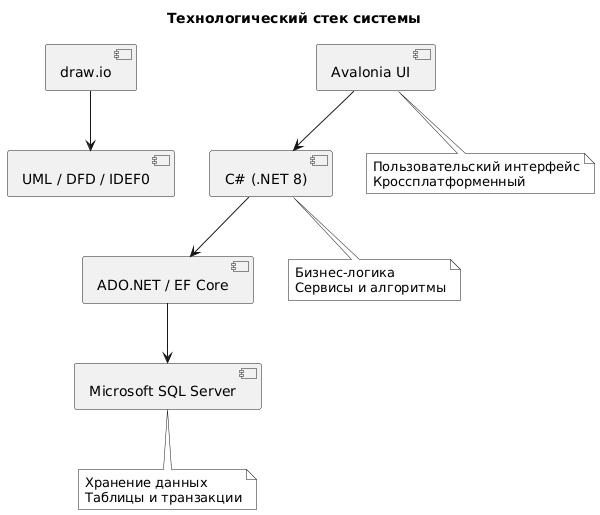 Технологический стек системы
draw.io
Avalonia UI
UML / DFD / IDEF0
C# (.NET 8)
Пользовательский интерфейс
Кроссплатформенный
ADO.NET / EF Core
Бизнес-логика
Сервисы и алгоритмы
Microsoft SQL Server
Хранение данных
Таблицы и транзакции